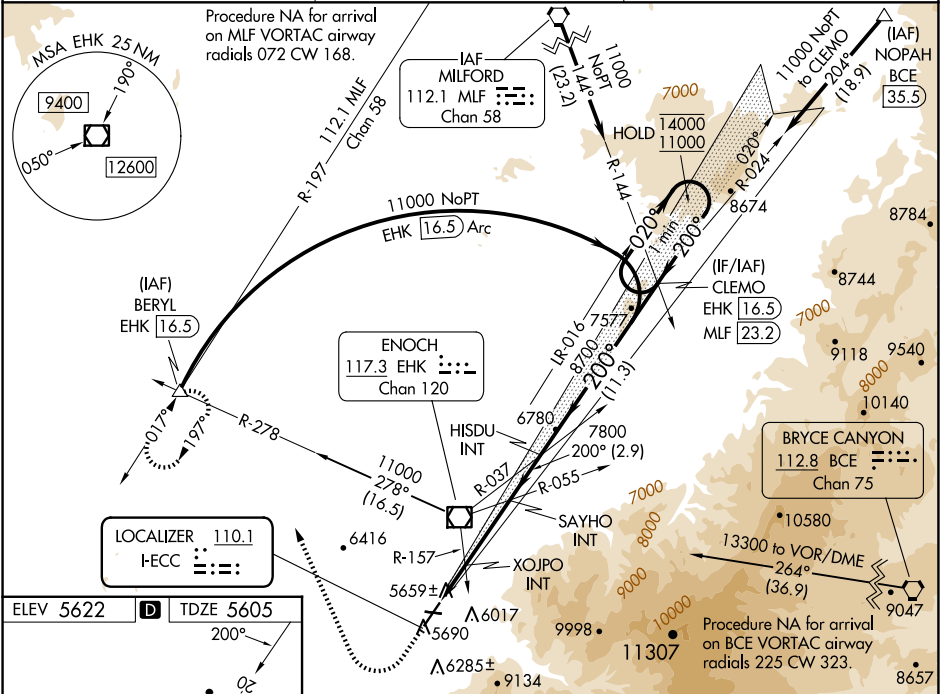 Procedure NA for arrival
on MLF VORTAC airway
radials 072 CW 168.
MSA EHK 25 NM
190°
9400
050°
12600
112.1 MLF
Chan 58
R-197
IAF
MILFORD
112.1 MLF
Chan 58
11000
NoPT
144°
(23.2)
R-144
7000
HOLD
14000
11000
11000 NoPT
to CLEMO
204°
(18.9)
(IAF)
NOPAH
BCE
35.5
020°
R-024
8674
8784
11000 NoPT
EHK 16.5 Arc
020°
1 min
200°
(IF/IAF)
CLEMO
EHK 16.5
MLF 23.2
8744
7000
(IAF)
BERYL
EHK 16.5
7577
9118
9540
8000
10140
ENOCH
117.3 EHK
Chan 120
LR-016
8700
200°
(11.3)
6780
HISDU
INT
7800
200° (2.9)
017°
197°
R-278
11000
278°
(16.5)
R-037
R-055
SAYHO
INT
7000
8000
BRYCE CANYON
112.8 BCE
Chan 75
10580
LOCALIZER 110.1
I-ECC
6416
R-157
XOJPO
INT
13300 to VOR/DME
264°
(36.9)
9047
5659±
5690
6017
9000
10000
9998
11307
Procedure NA for arrival
on BCE VORTAC airway
radials 225 CW 323.
6285±
9134
8657
ELEV 5622
D
TDZE 5605
200°
20